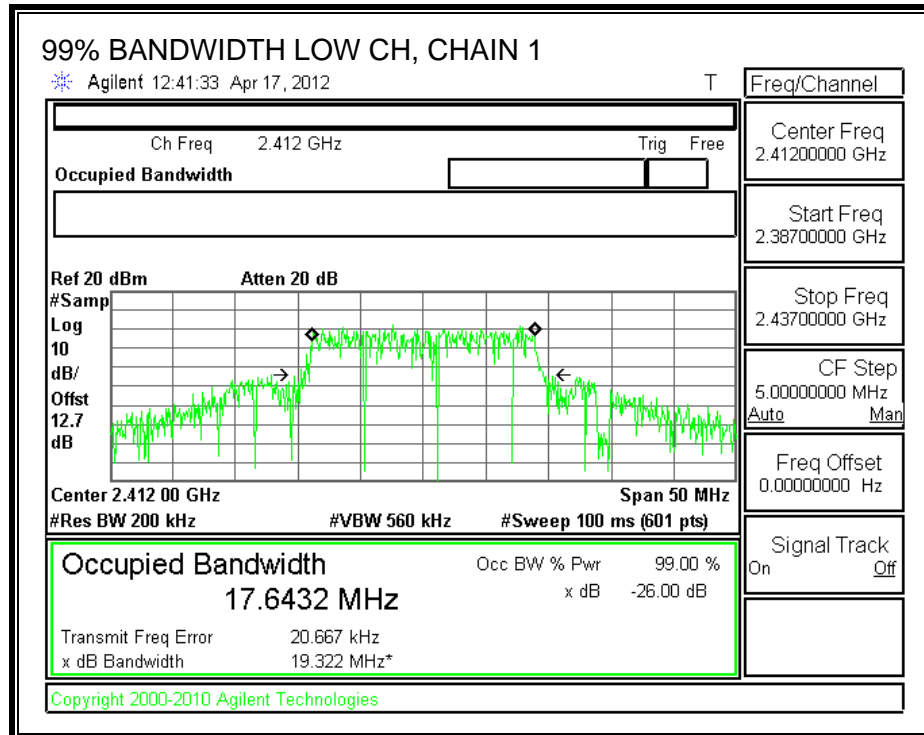 99% BANDWIDTH LOW CH, CHAIN 1
Agilent 12:41:33 Apr 17, 2012 T
Freq/Channel
Ch Freq 2.412 GHz Trig Free
Occupied Bandwidth
Center Freq
2.41200000 GHz
Start Freq
2.38700000 GHz
Stop Freq
2.43700000 GHz
CF Step
5.00000000 MHz
Auto Man
Freq Offset
0.00000000 Hz
Signal Track
On Off
Ref 20 dBm Atten 20 dB
#Samp
Log
10
dB/
Offst
12.7
dB
Center 2.412 00 GHz Span 50 MHz
#Res BW 200 kHz #VBW 560 kHz #Sweep 100 ms (601 pts)
Occupied Bandwidth
17.6432 MHz
Occ BW % Pwr 99.00 %
x dB -26.00 dB
Transmit Freq Error 20.667 kHz
x dB Bandwidth 19.322 MHz*
Copyright 2000-2010 Agilent Technologies